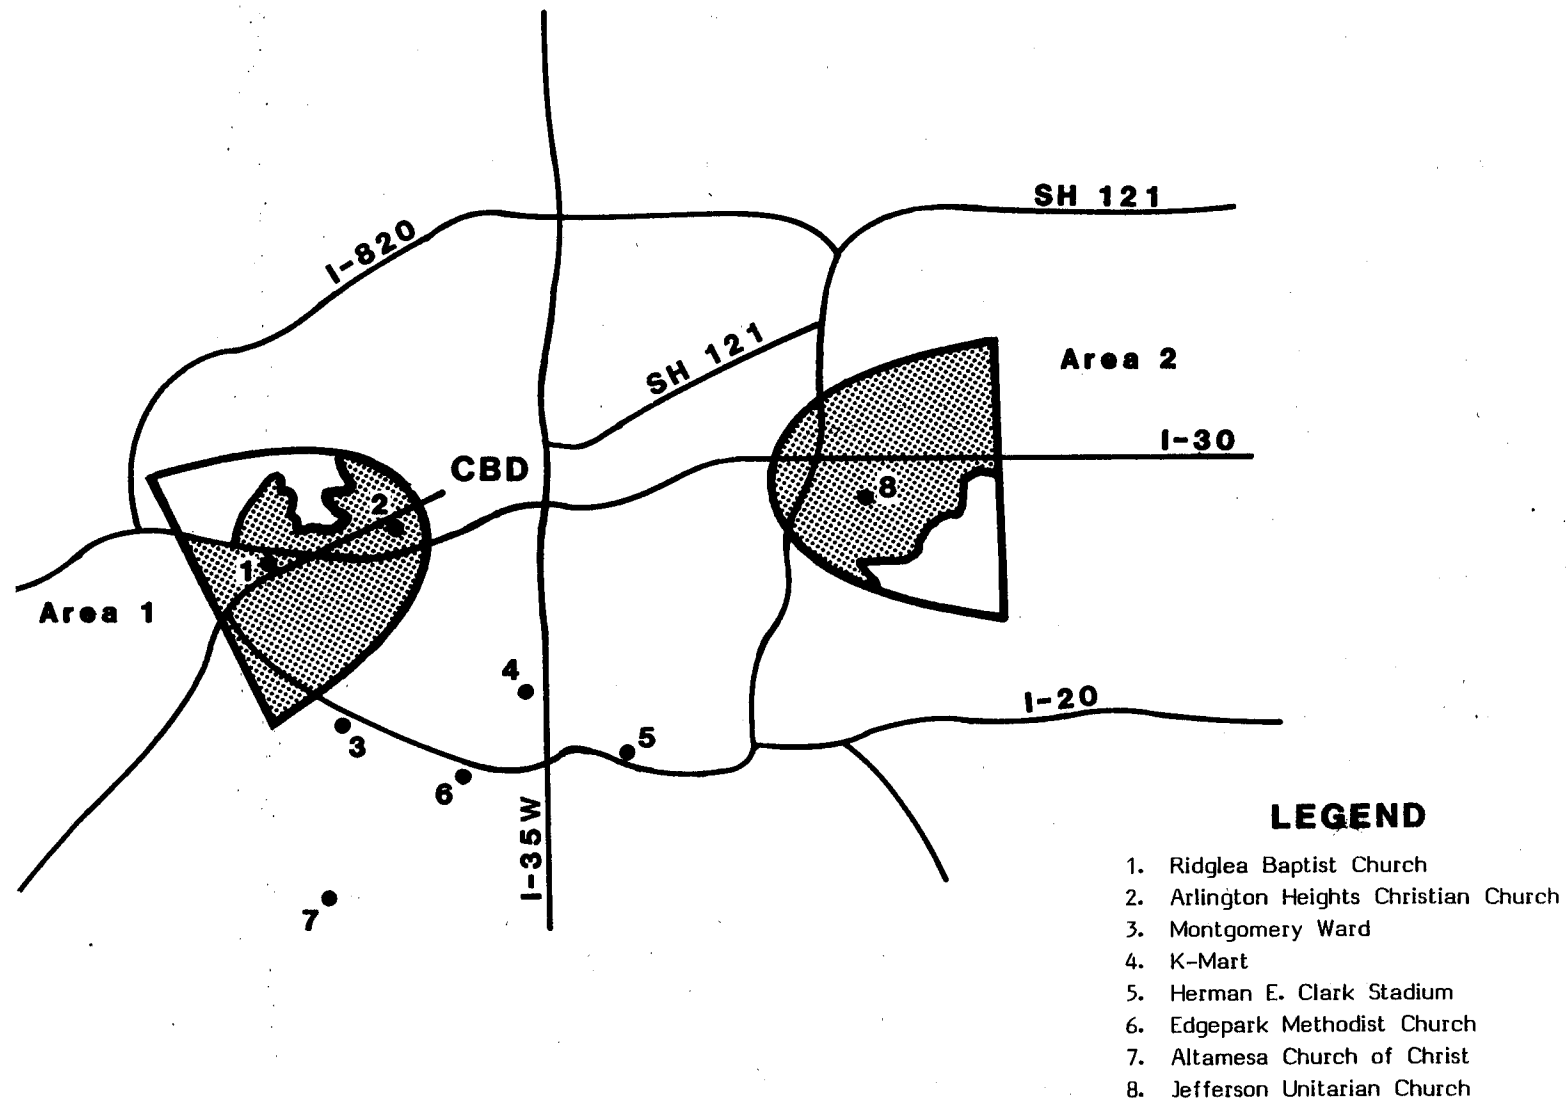 SH 121
I-820
SH 121
Area 2
I-30
CBD
2
8
1
Area 1
4
I-20
3
5
6
I-35W
7
LEGEND
1. Ridglea Baptist Church
2. Arlington Heights Christian Church
3. Montgomery Ward
4. K-Mart
5. Herman E. Clark Stadium
6. Edgepark Methodist Church
7. Altamesa Church of Christ
8. Jefferson Unitarian Church